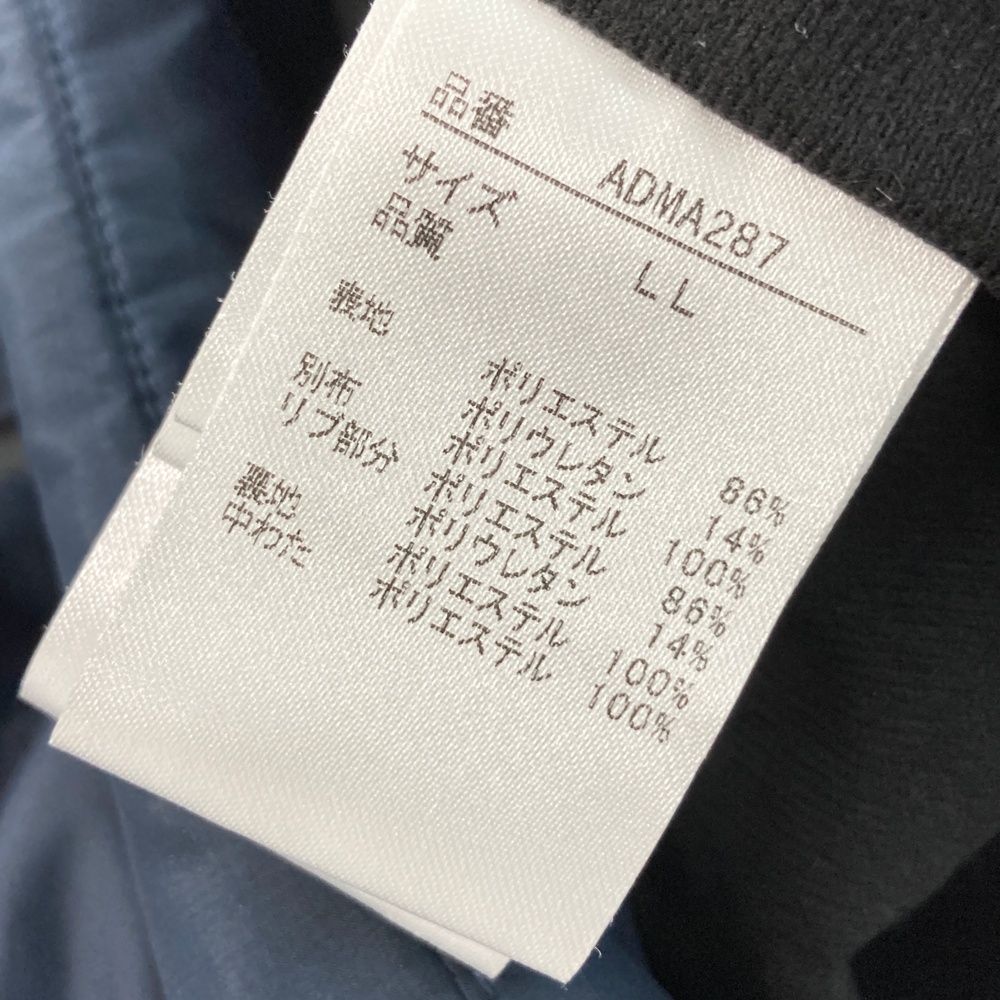 品番 ADMA287
サイズ LL
品質
表地 ポリエステル 86%
ポリウレタン 14%
別布 ポリエステル 100%
リブ部分 ポリエステル 86%
ポリウレタン 14%
裏地 ポリエステル 100%
中わた ポリエステル 100%